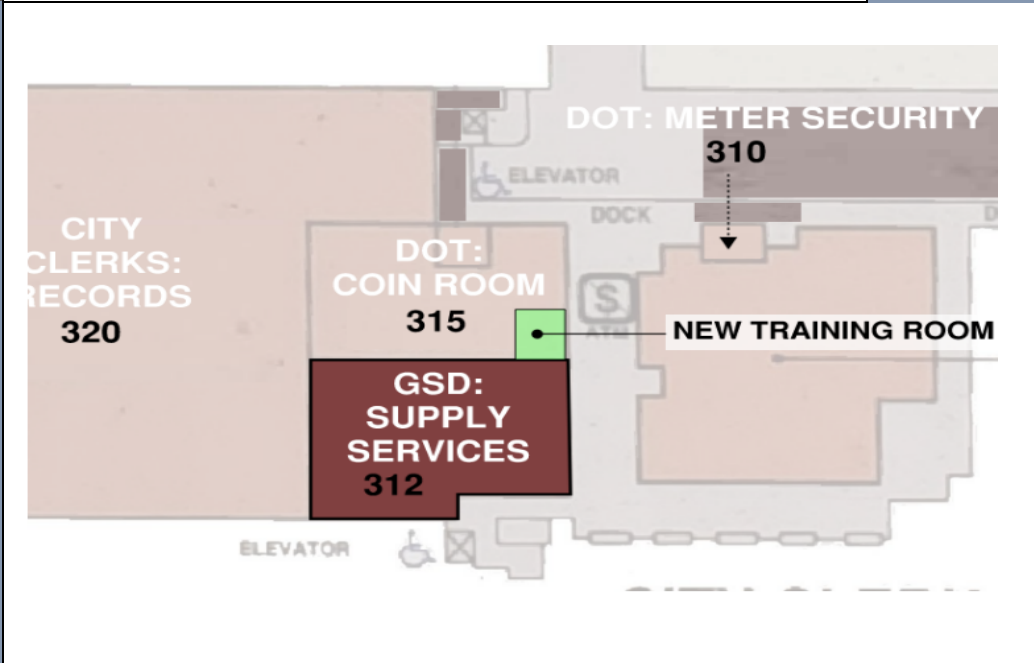 DOT: METER SECURITY
310
ELEVATOR
DOCK
CITY
CLERKS:
RECORDS
320
DOT:
COIN ROOM
315
$
ATM
NEW TRAINING ROOM
GSD:
SUPPLY
SERVICES
312
ELEVATOR